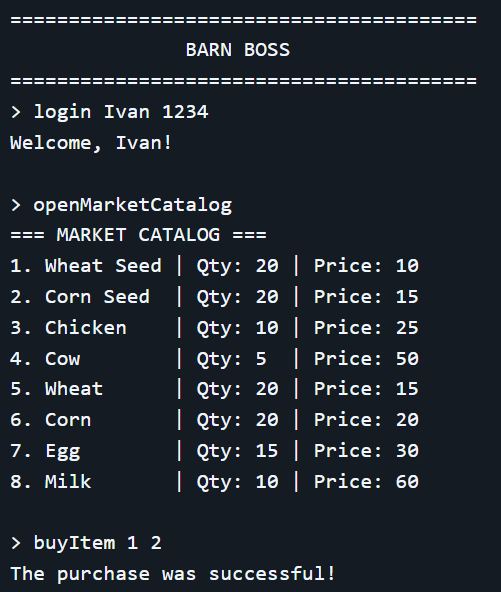 ========================================
BARN BOSS
========================================
> login Ivan 1234
Welcome, Ivan!
> openMarketCatalog
=== MARKET CATALOG ===
1. Wheat Seed | Qty: 20 | Price: 10
2. Corn Seed  | Qty: 20 | Price: 15
3. Chicken    | Qty: 10 | Price: 25
4. Cow        | Qty: 5  | Price: 50
5. Wheat      | Qty: 20 | Price: 15
6. Corn       | Qty: 20 | Price: 20
7. Egg        | Qty: 15 | Price: 30
8. Milk       | Qty: 10 | Price: 60
> buyItem 1 2
The purchase was successful!